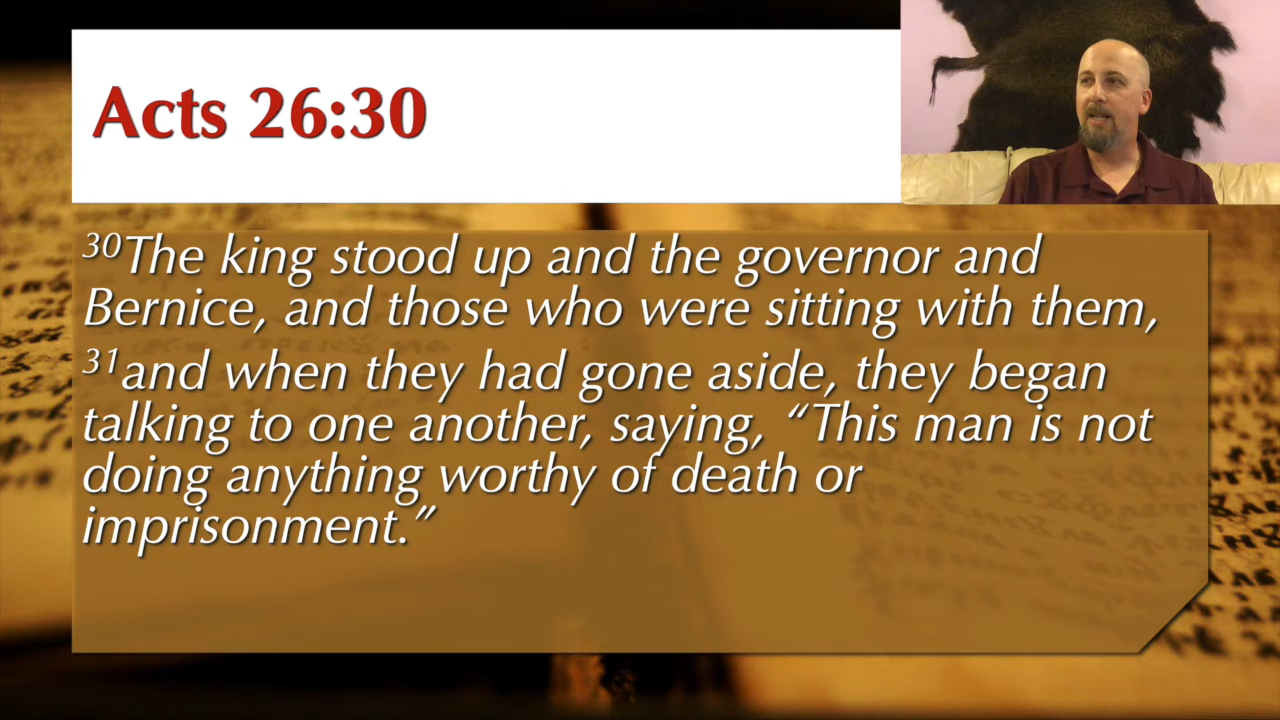 Acts 26:30
³⁰The king stood up and the governor and
Bernice, and those who were sitting with them,
³¹and when they had gone aside, they began
talking to one another, saying, “This man is not
doing anything worthy of death or
imprisonment.”